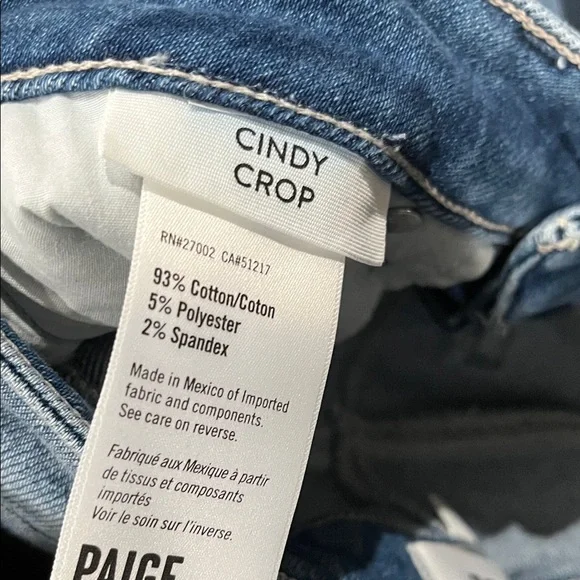 CINDY
CROP
RN#27002 CA#51217
93% Cotton/Coton
5% Polyester
2% Spandex
Made in Mexico of Imported
fabric and components.
See care on reverse.
Fabriqué aux Mexique à partir
de tissus et composants
importés
Voir le soin sur l'inverse.
PAIGE